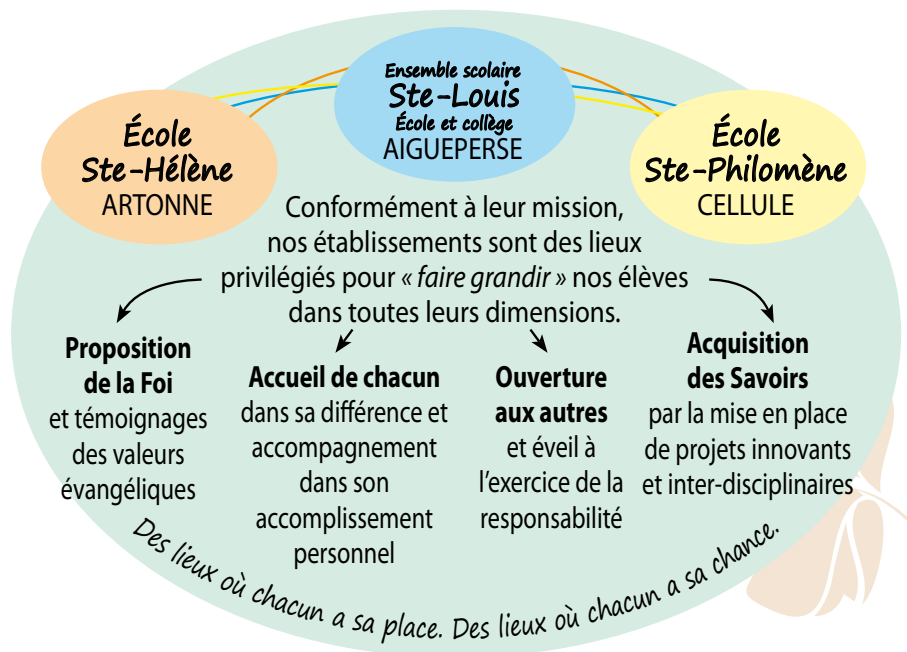 Ensemble scolaire
Ste-Louis
École et collège
AIGUEPERSE
École
Ste-Hélène
ARTONNE
École
Ste-Philomène
CELLULE
Conformément à leur mission,
nos établissements sont des lieux
privilégiés pour « faire grandir » nos élèves
dans toutes leurs dimensions.
Proposition
de la Foi
et témoignages
des valeurs
évangéliques
Accueil de chacun
dans sa différence et
accompagnement
dans son
accomplissement
personnel
Ouverture
aux autres
et éveil à
l'exercice de la
responsabilité
Acquisition
des Savoirs
par la mise en place
de projets innovants
et inter-disciplinaires
Des lieux où chacun a sa place. Des lieux où chacun a sa chance.